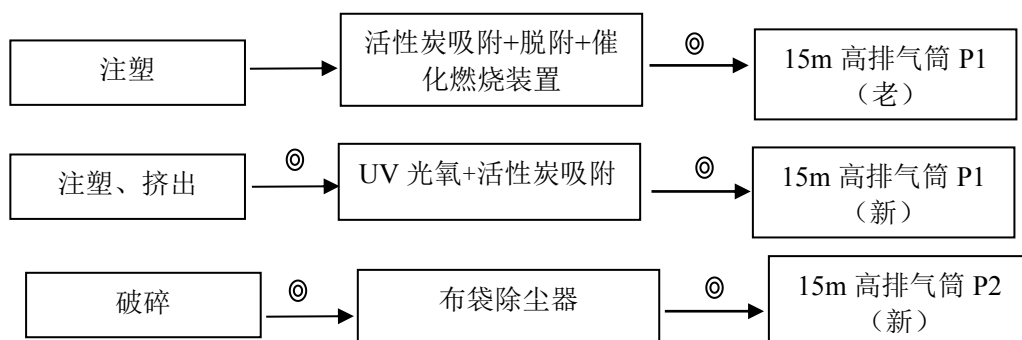 注塑
活性炭吸附+脱附+催
化燃烧装置
◎
15m 高排气筒 P1
（老）
注塑、挤出
◎
UV 光氧+活性炭吸附
◎
15m 高排气筒 P1
（新）
破碎
◎
布袋除尘器
◎
15m 高排气筒 P2
（新）